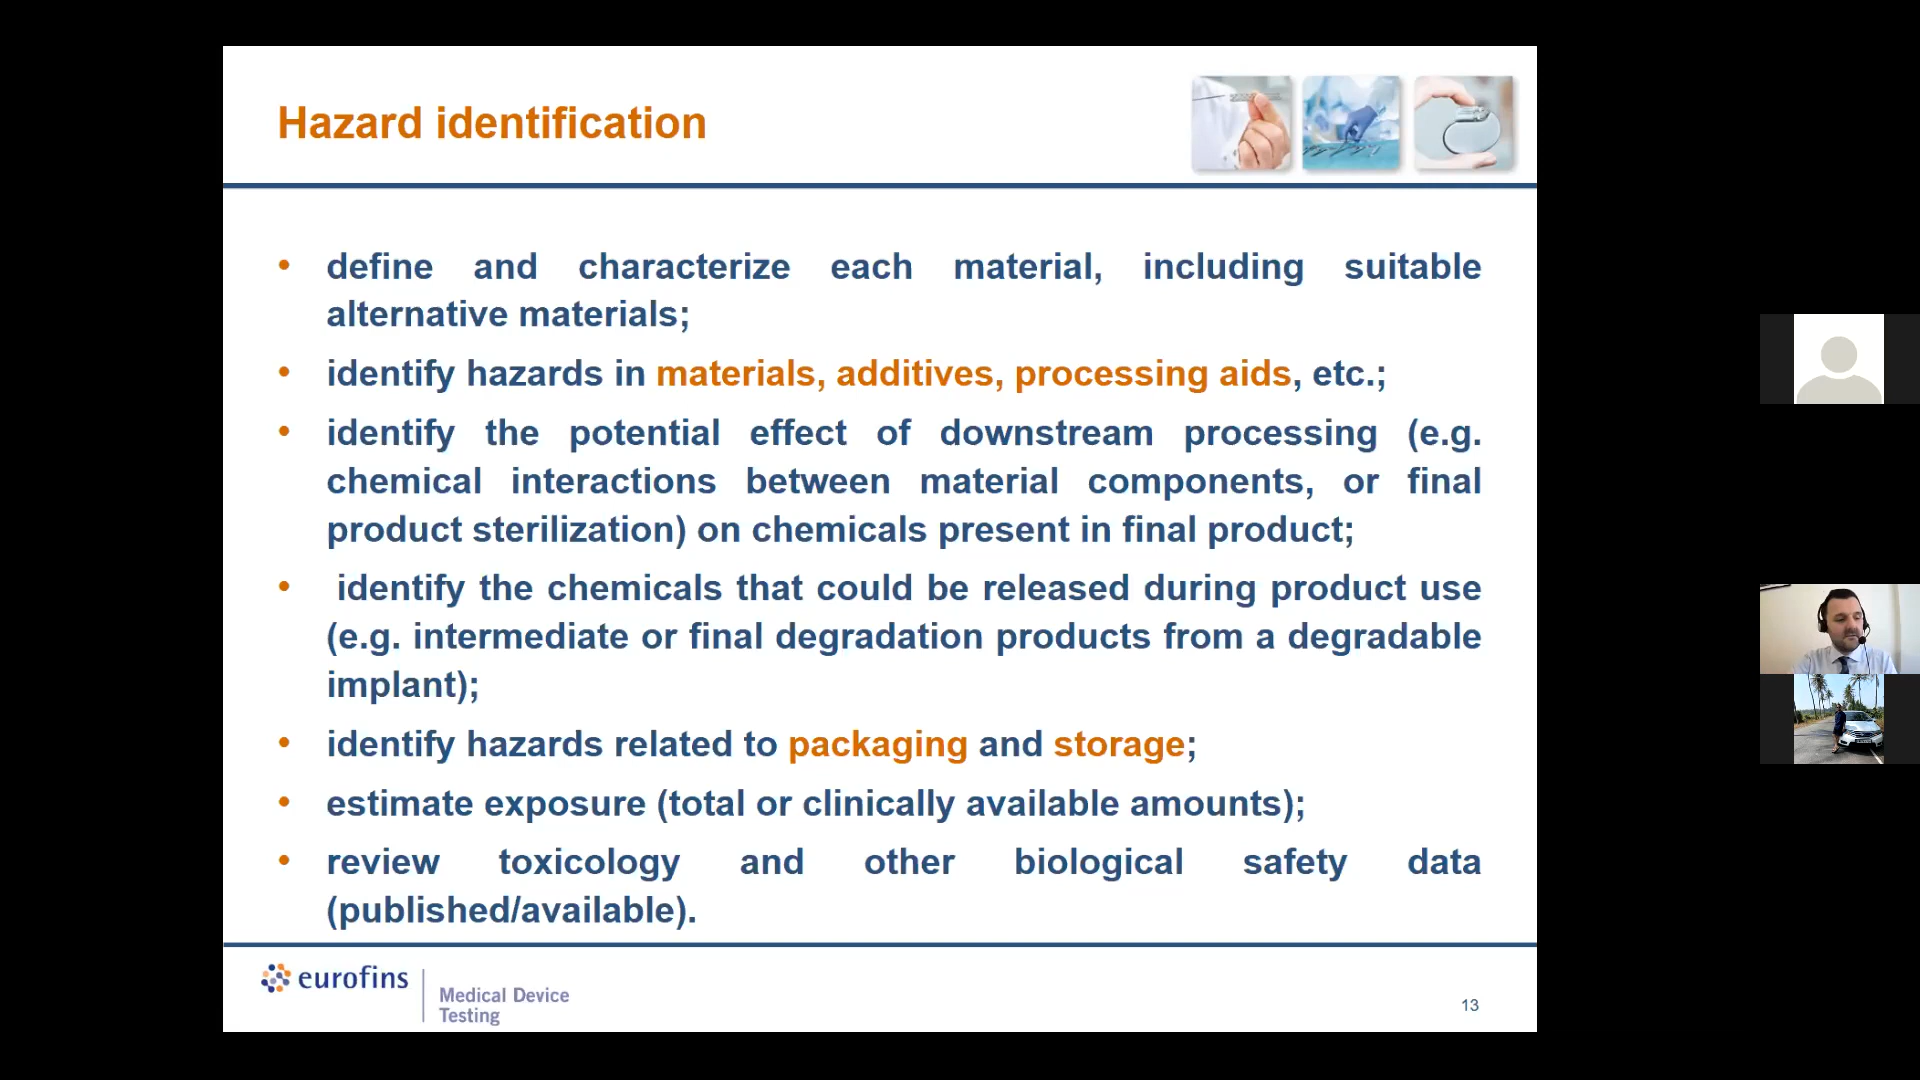 Hazard identification
• define and characterize each material, including suitable
alternative materials;
• identify hazards in materials, additives, processing aids, etc.;
• identify the potential effect of downstream processing (e.g.
chemical interactions between material components, or final
product sterilization) on chemicals present in final product;
• identify the chemicals that could be released during product use
(e.g. intermediate or final degradation products from a degradable
implant);
• identify hazards related to packaging and storage;
• estimate exposure (total or clinically available amounts);
• review toxicology and other biological safety data
(published/available).
eurofins
Medical Device
Testing
13